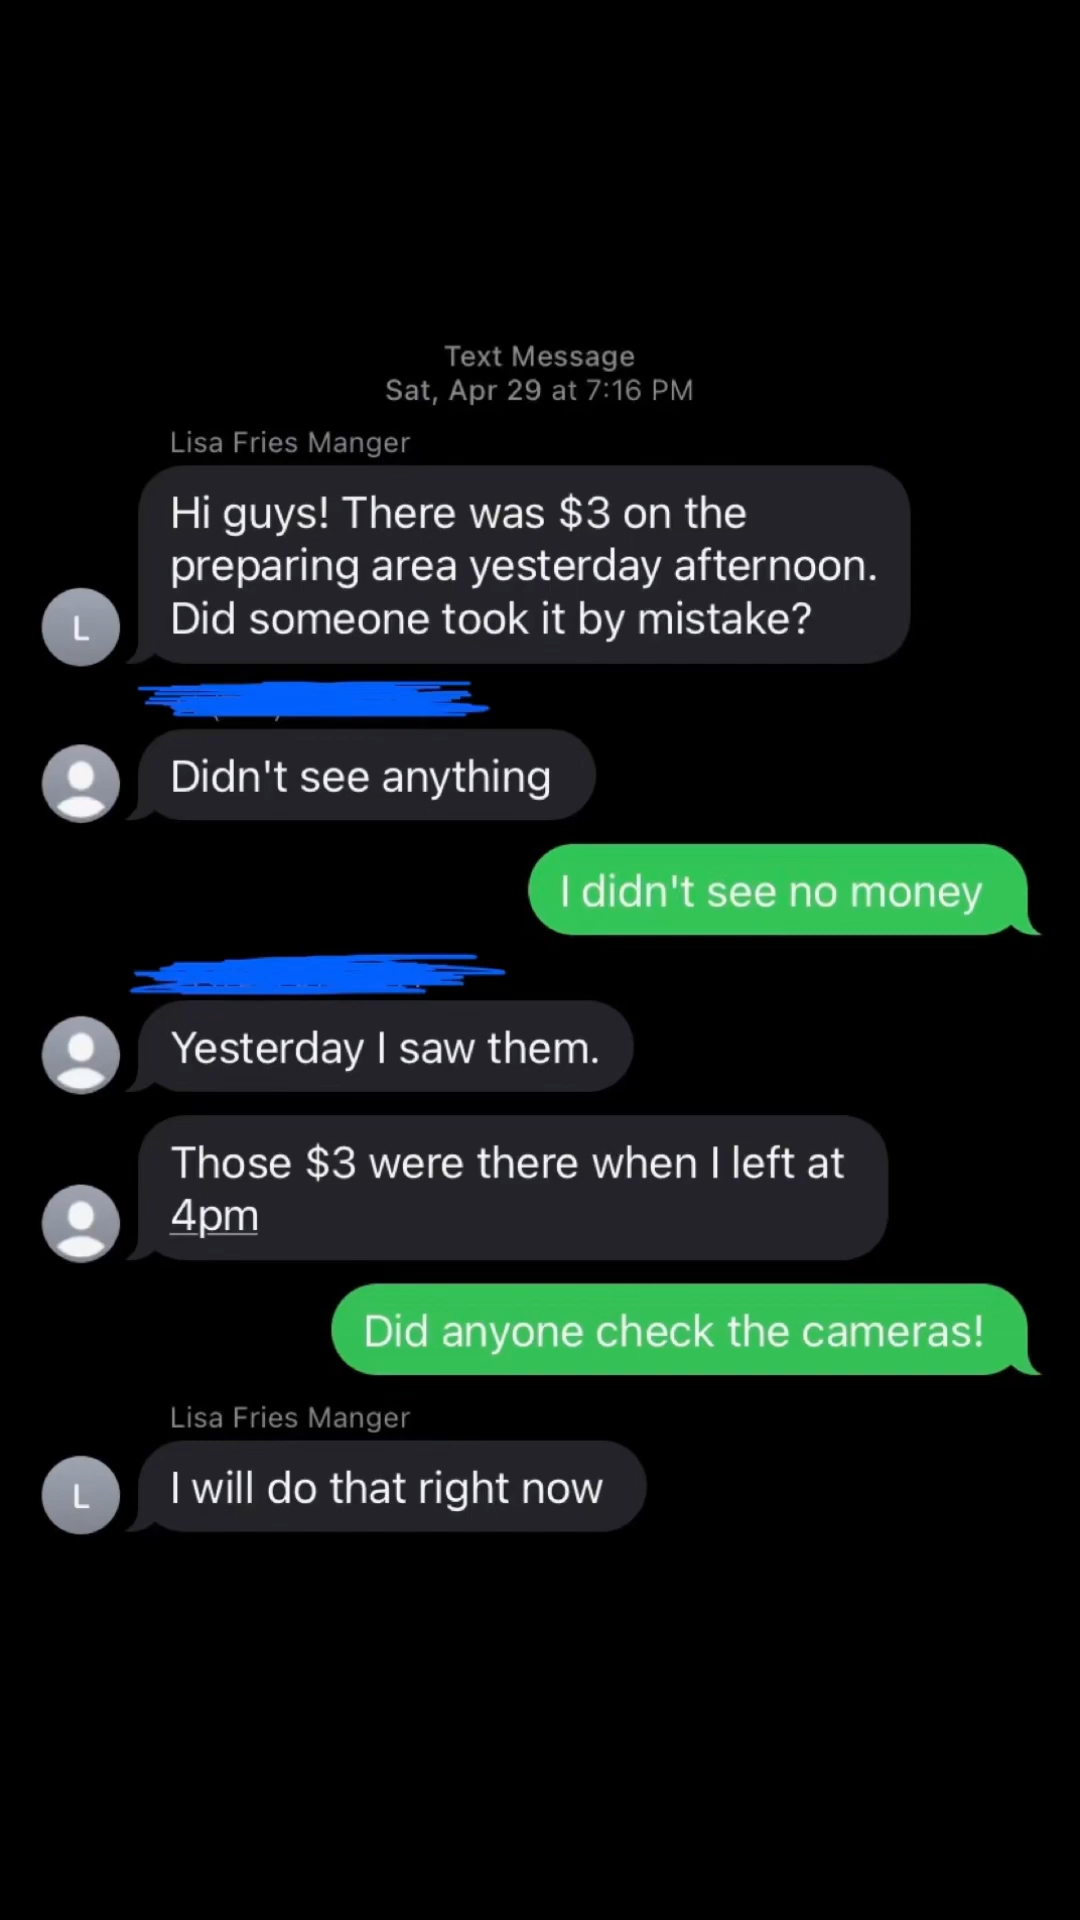 Text Message
Sat, Apr 29 at 7:16 PM
Lisa Fries Manger
Hi guys! There was $3 on the
preparing area yesterday afternoon.
Did someone took it by mistake?
L
Didn't see anything
I didn't see no money
Yesterday I saw them.
Those $3 were there when I left at
4pm
Did anyone check the cameras!
Lisa Fries Manger
I will do that right now
L